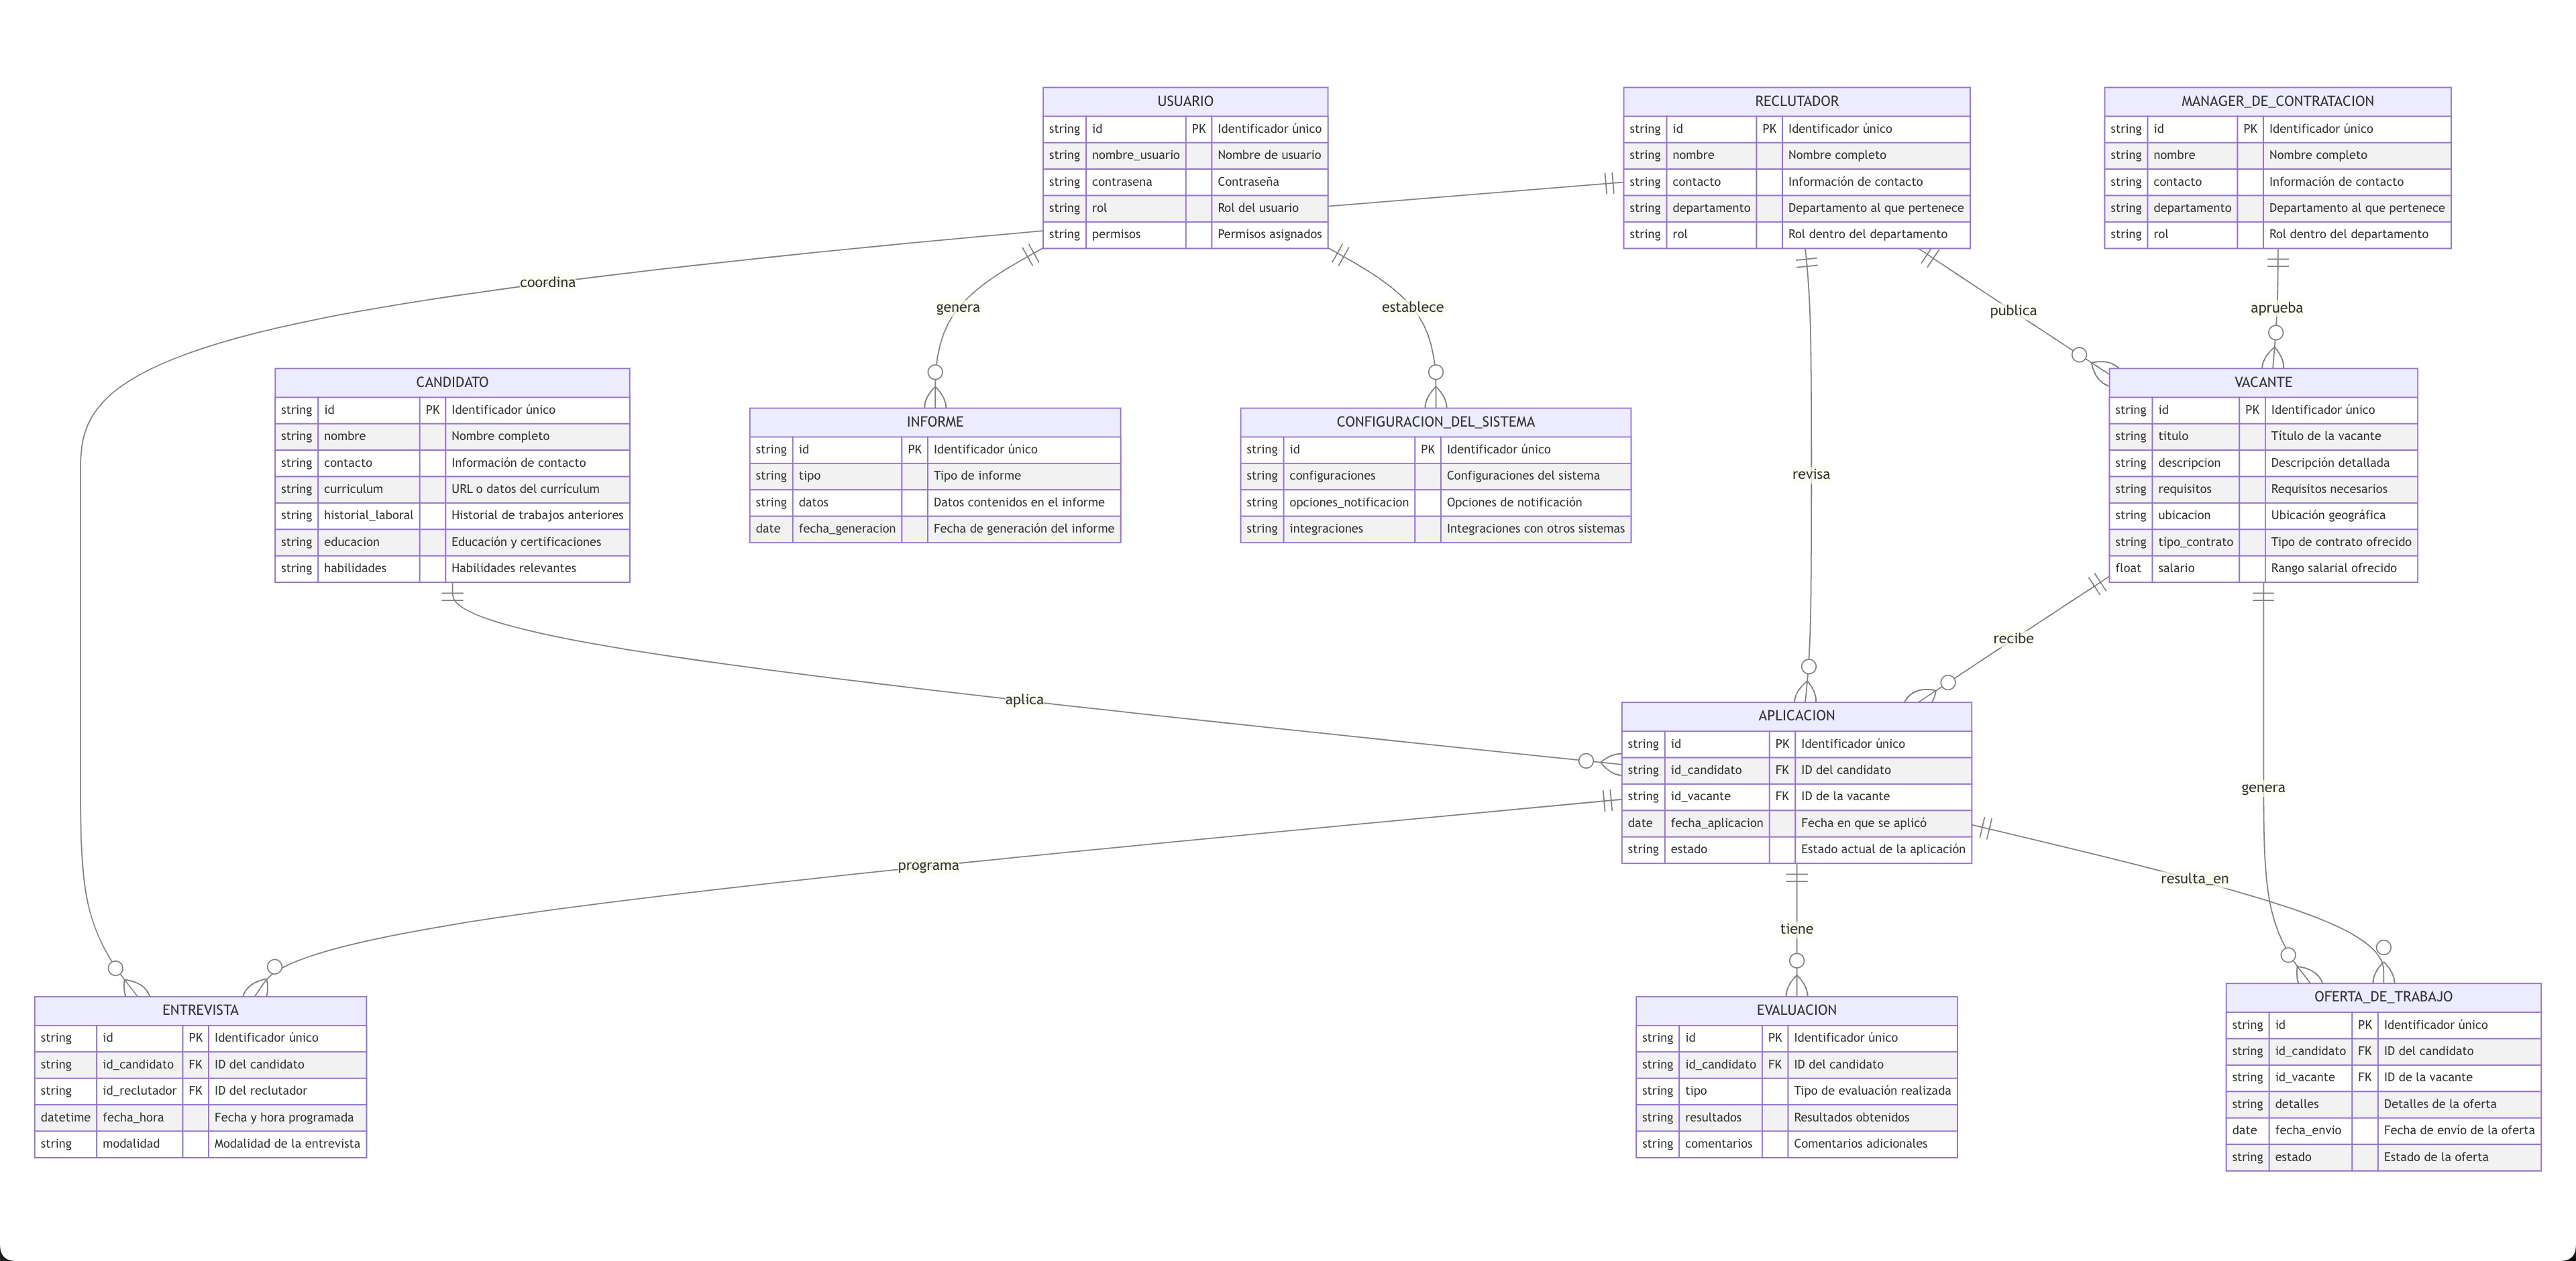 USUARIO
string id PK Identificador único
string nombre_usuario Nombre de usuario
string contrasena Contraseña
string rol Rol del usuario
string permisos Permisos asignados
RECLUTADOR
string id PK Identificador único
string nombre Nombre completo
string contacto Información de contacto
string departamento Departamento al que pertenece
string rol Rol dentro del departamento
MANAGER_DE_CONTRATACION
string id PK Identificador único
string nombre Nombre completo
string contacto Información de contacto
string departamento Departamento al que pertenece
string rol Rol dentro del departamento
coordina
genera
establece
publica
aprueba
CANDIDATO
string id PK Identificador único
string nombre Nombre completo
string contacto Información de contacto
string curriculum URL o datos del currículum
string historial_laboral Historial de trabajos anteriores
string educacion Educación y certificaciones
string habilidades Habilidades relevantes
INFORME
string id PK Identificador único
string tipo Tipo de informe
string datos Datos contenidos en el informe
date fecha_generacion Fecha de generación del informe
CONFIGURACION_DEL_SISTEMA
string id PK Identificador único
string configuraciones Configuraciones del sistema
string opciones_notificacion Opciones de notificación
string integraciones Integraciones con otros sistemas
revisa
VACANTE
string id PK Identificador único
string titulo Título de la vacante
string descripcion Descripción detallada
string requisitos Requisitos necesarios
string ubicacion Ubicación geográfica
string tipo_contrato Tipo de contrato ofrecido
float salario Rango salarial ofrecido
recibe
aplica
genera
APLICACION
string id PK Identificador único
string id_candidato FK ID del candidato
string id_vacante FK ID de la vacante
date fecha_aplicacion Fecha en que se aplicó
string estado Estado actual de la aplicación
programa
resulta_en
tiene
ENTREVISTA
string id PK Identificador único
string id_candidato FK ID del candidato
string id_reclutador FK ID del reclutador
datetime fecha_hora Fecha y hora programada
string modalidad Modalidad de la entrevista
EVALUACION
string id PK Identificador único
string id_candidato FK ID del candidato
string tipo Tipo de evaluación realizada
string resultados Resultados obtenidos
string comentarios Comentarios adicionales
OFERTA_DE_TRABAJO
string id PK Identificador único
string id_candidato FK ID del candidato
string id_vacante FK ID de la vacante
string detalles Detalles de la oferta
date fecha_envio Fecha de envío de la oferta
string estado Estado de la oferta